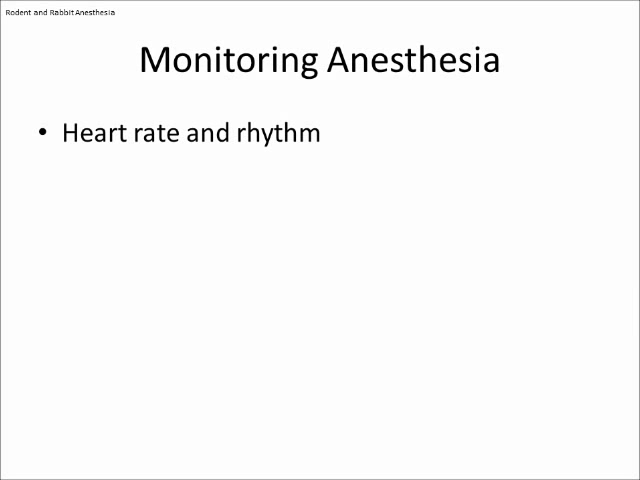 Rodent and Rabbit Anesthesia
Monitoring Anesthesia
• Heart rate and rhythm